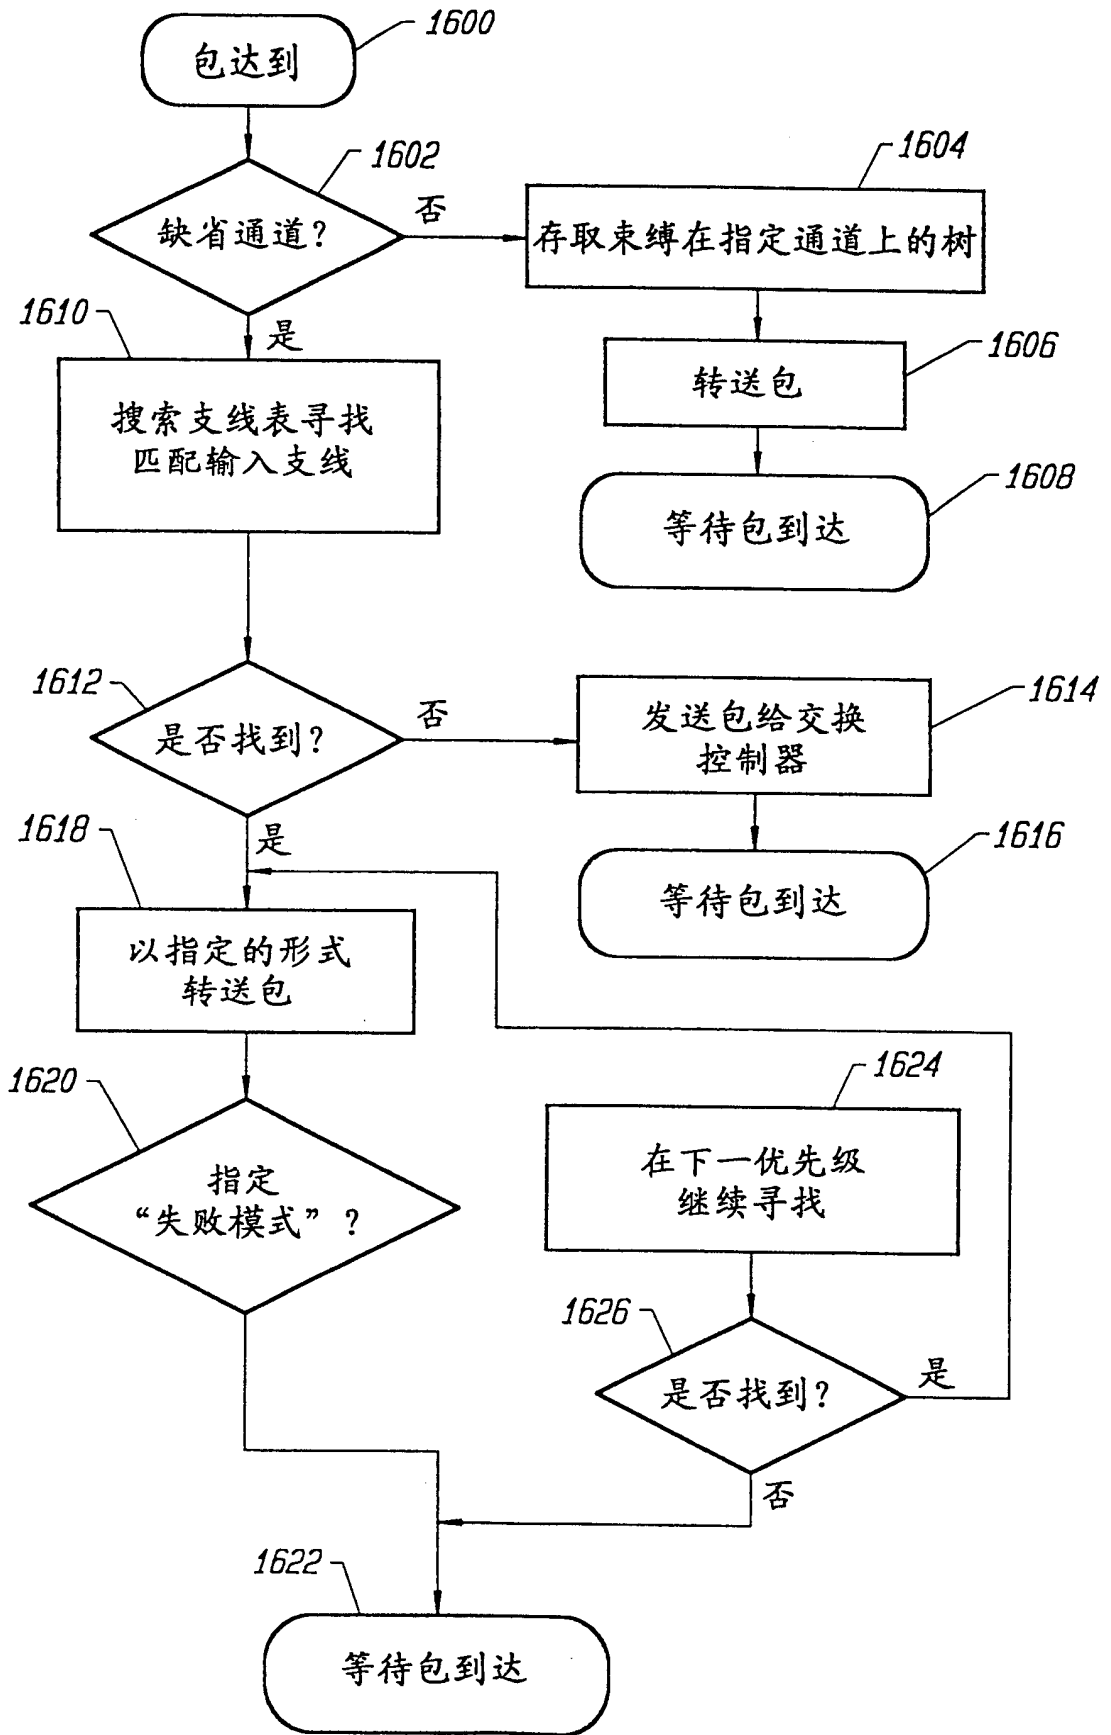 1600
包达到
1602
缺省通道?
否
1604
存取束缚在指定通道上的树
是
1606
转送包
1608
等待包到达
1610
搜索支线表寻找
匹配输入支线
1612
是否找到?
否
1614
发送包给交换
控制器
是
1616
等待包到达
1618
以指定的形式
转送包
1620
指定
“失败模式”?
1624
在下一优先级
继续寻找
1626
是否找到?
是
否
1622
等待包到达